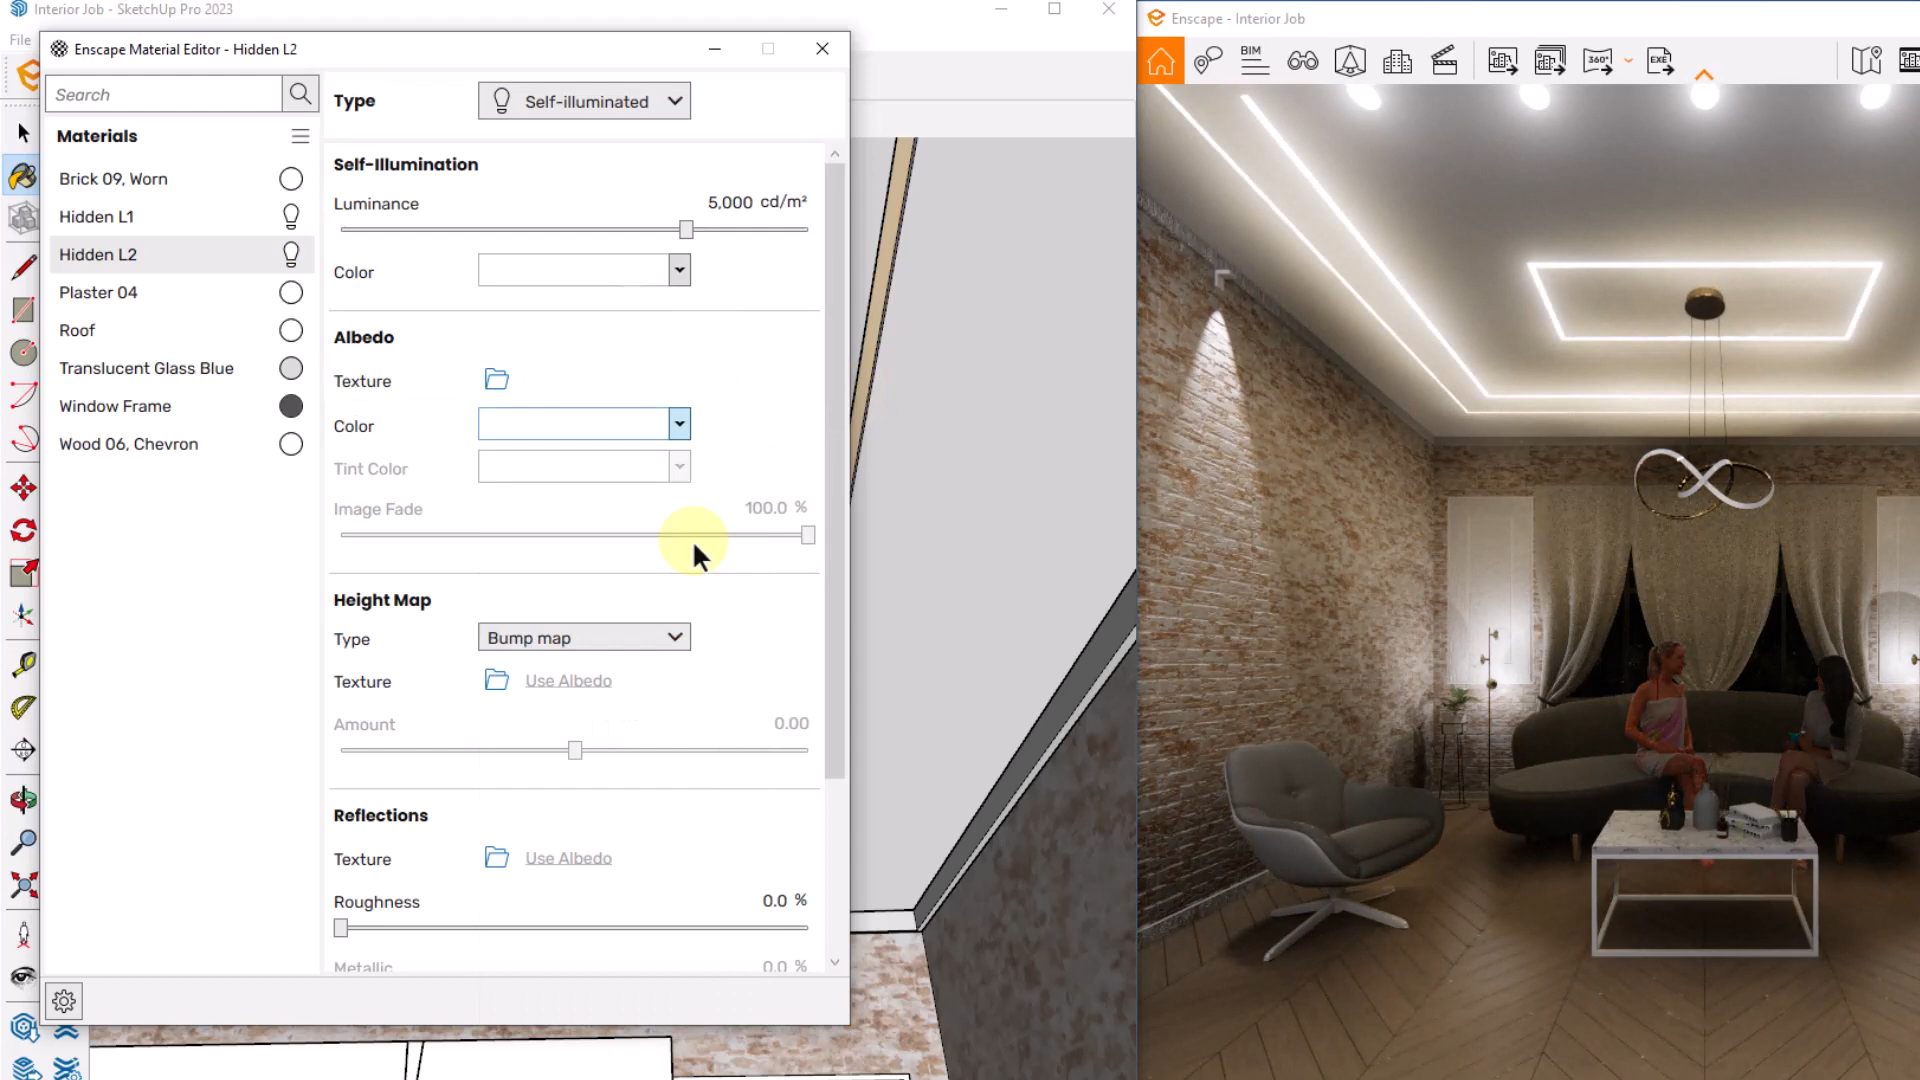 Interior Job - SketchUp Pro 2023
File
Enscape Material Editor - Hidden L2
Search
Materials
Brick 09, Worn
Hidden L1
Hidden L2
Plaster 04
Roof
Translucent Glass Blue
Window Frame
Wood 06, Chevron
Type
Self-illuminated
Self-Illumination
Luminance
5,000 cd/m²
Color
Albedo
Texture
Color
Tint Color
Image Fade
100.0 %
Height Map
Type
Bump map
Texture
Use Albedo
Amount
0.00
Reflections
Texture
Use Albedo
Roughness
0.0 %
Metallic
0.0 %
Enscape - Interior Job
BIM
360°
EXE